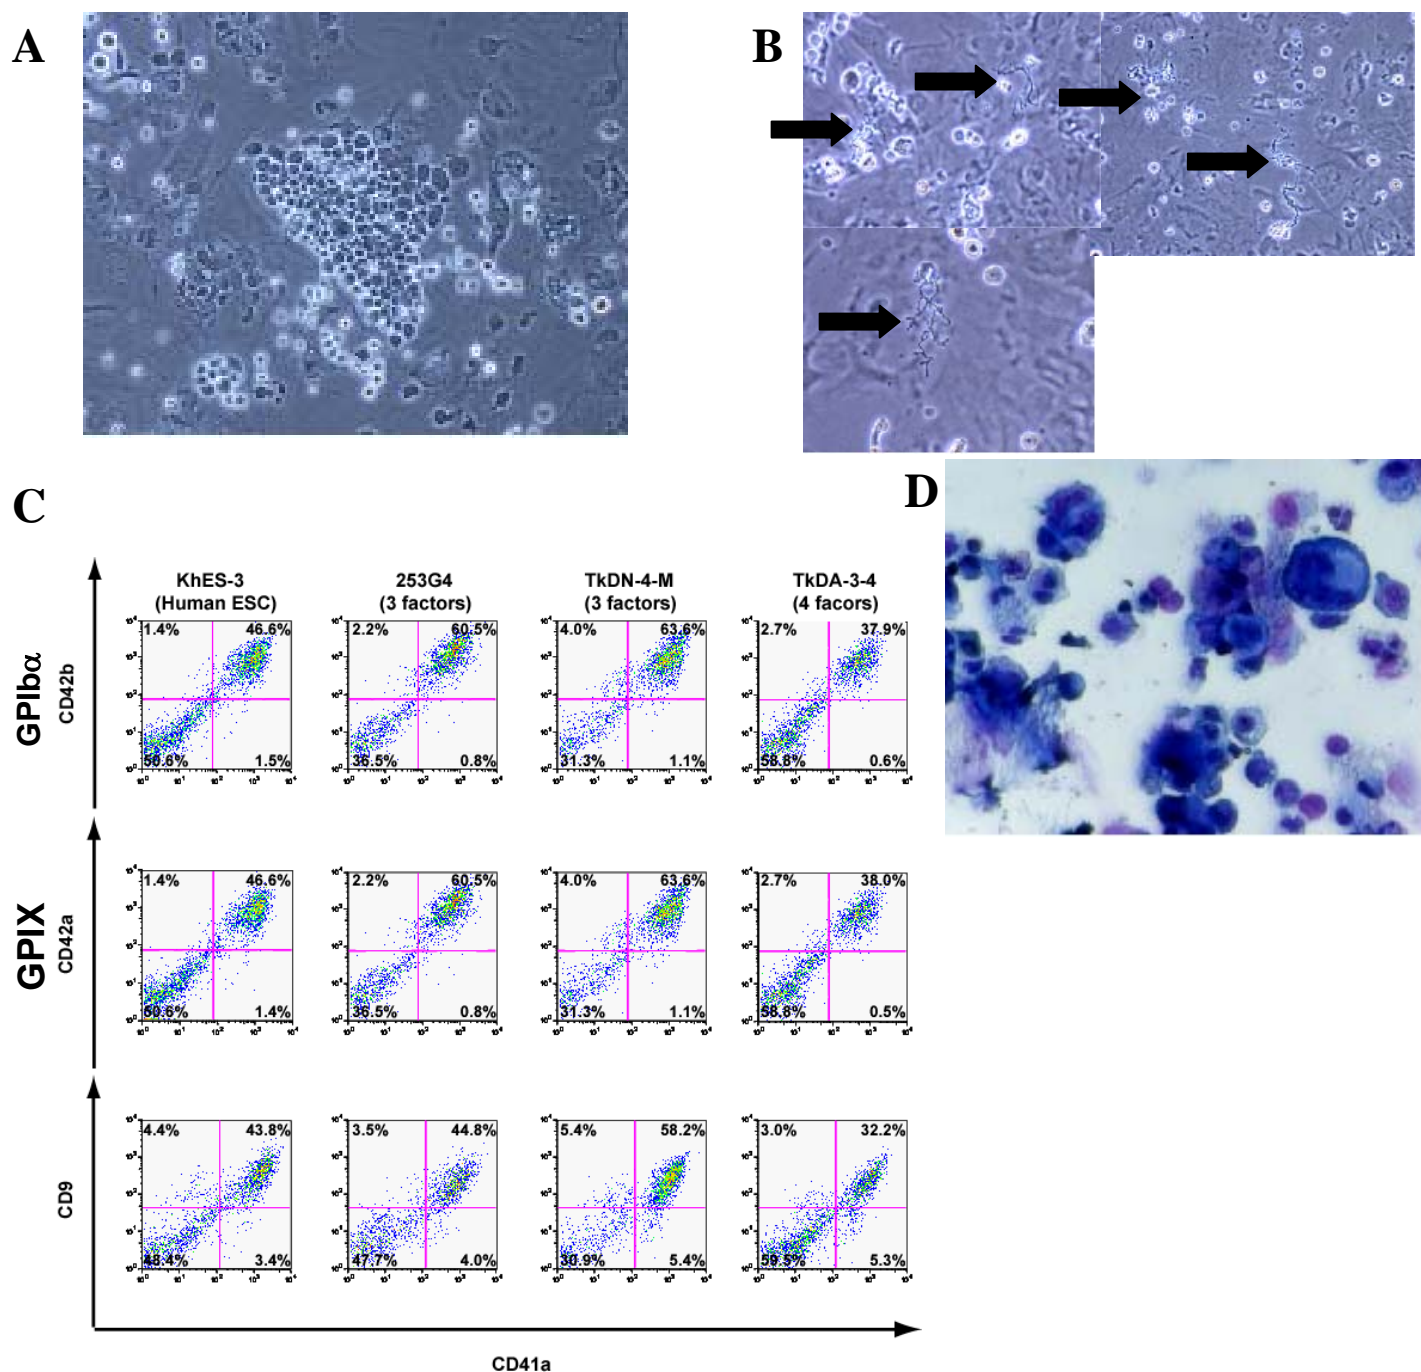 A
B
C
D
KhES-3
(Human ESC)
253G4
(3 factors)
TkDN-4-M
(3 factors)
TkDA-3-4
(4 facors)
GPIbα
CD42b
1.4% 46.6%
50.6% 1.5%
2.2% 60.5%
36.5% 0.8%
4.0% 63.6%
31.3% 1.1%
2.7% 37.9%
58.8% 0.6%
GPIX
CD42a
1.4% 46.6%
50.6% 1.4%
2.2% 60.5%
36.5% 0.8%
4.0% 63.6%
31.3% 1.1%
2.7% 38.0%
58.8% 0.5%
CD9
4.4% 43.8%
48.4% 3.4%
3.5% 44.8%
47.7% 4.0%
5.4% 58.2%
30.9% 5.4%
3.0% 32.2%
59.5% 5.3%
CD41a